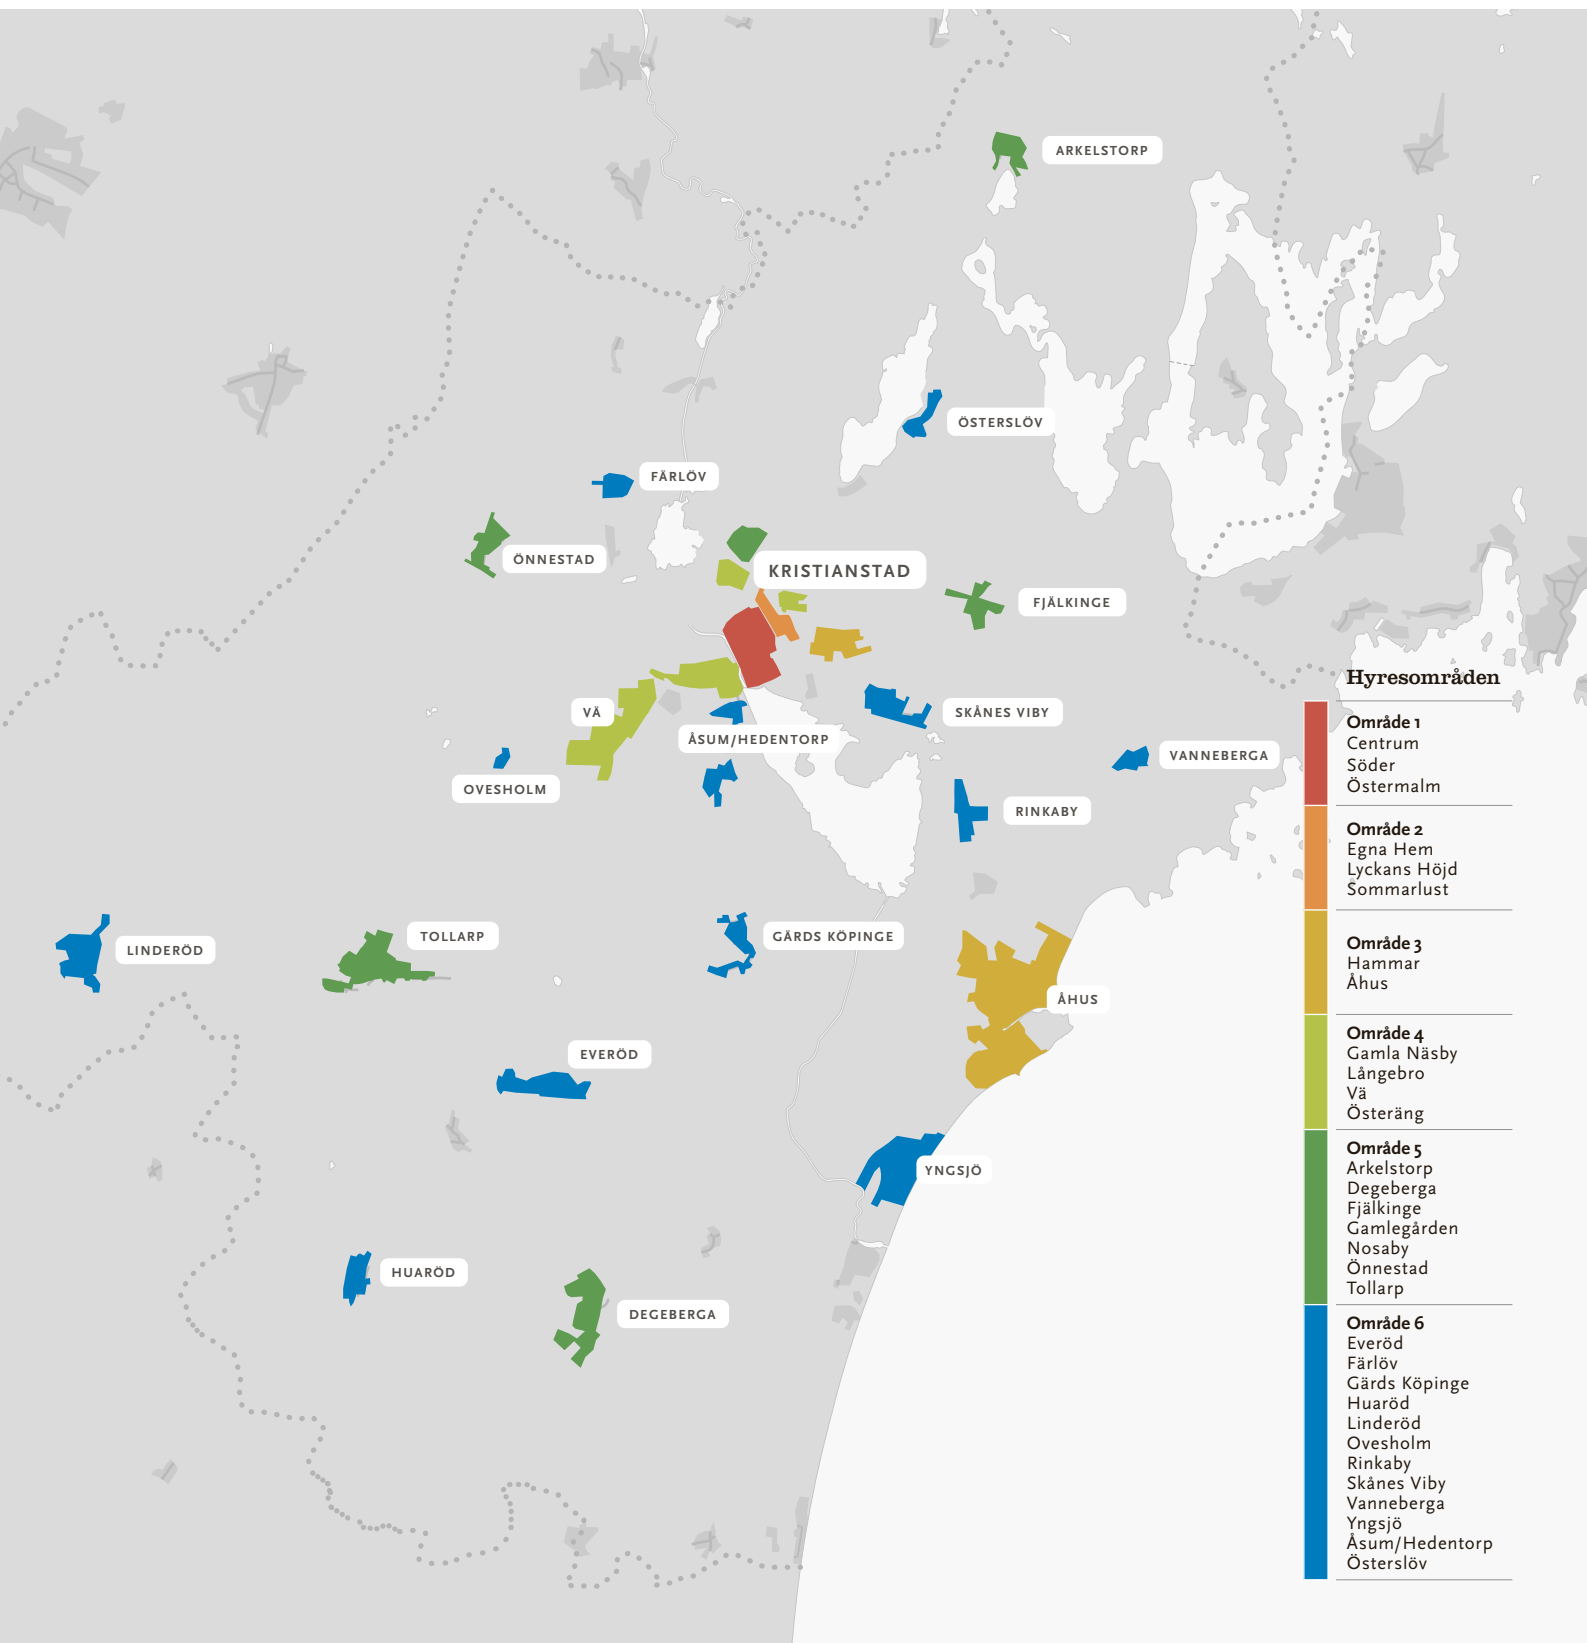 ARKELSTORP
ÖSTERSLÖV
FÄRLÖV
ÖNNESTAD
KRISTIANSTAD
FJÄLKINGE
VÄ
SKÅNES VIBY
ÅSUM/HEDENTORP
VANNEBERGA
OVESHOLM
RINKABY
LINDERÖD
TOLLARP
GÄRDS KÖPINGE
ÅHUS
EVERÖD
YNGSJÖ
HUARÖD
DEGEBERGA
Hyresområden
Område 1
Centrum
Söder
Östermalm
Område 2
Egna Hem
Lyckans Höjd
Sommarlust
Område 3
Hammar
Åhus
Område 4
Gamla Näsby
Långebro
Vä
Österäng
Område 5
Arkelstorp
Degeberga
Fjälkinge
Gamlegården
Nosaby
Önnestad
Tollarp
Område 6
Everöd
Färlöv
Gärds Köpinge
Huaröd
Linderöd
Ovesholm
Rinkaby
Skånes Viby
Vanneberga
Yngsjö
Åsum/Hedentorp
Österslöv